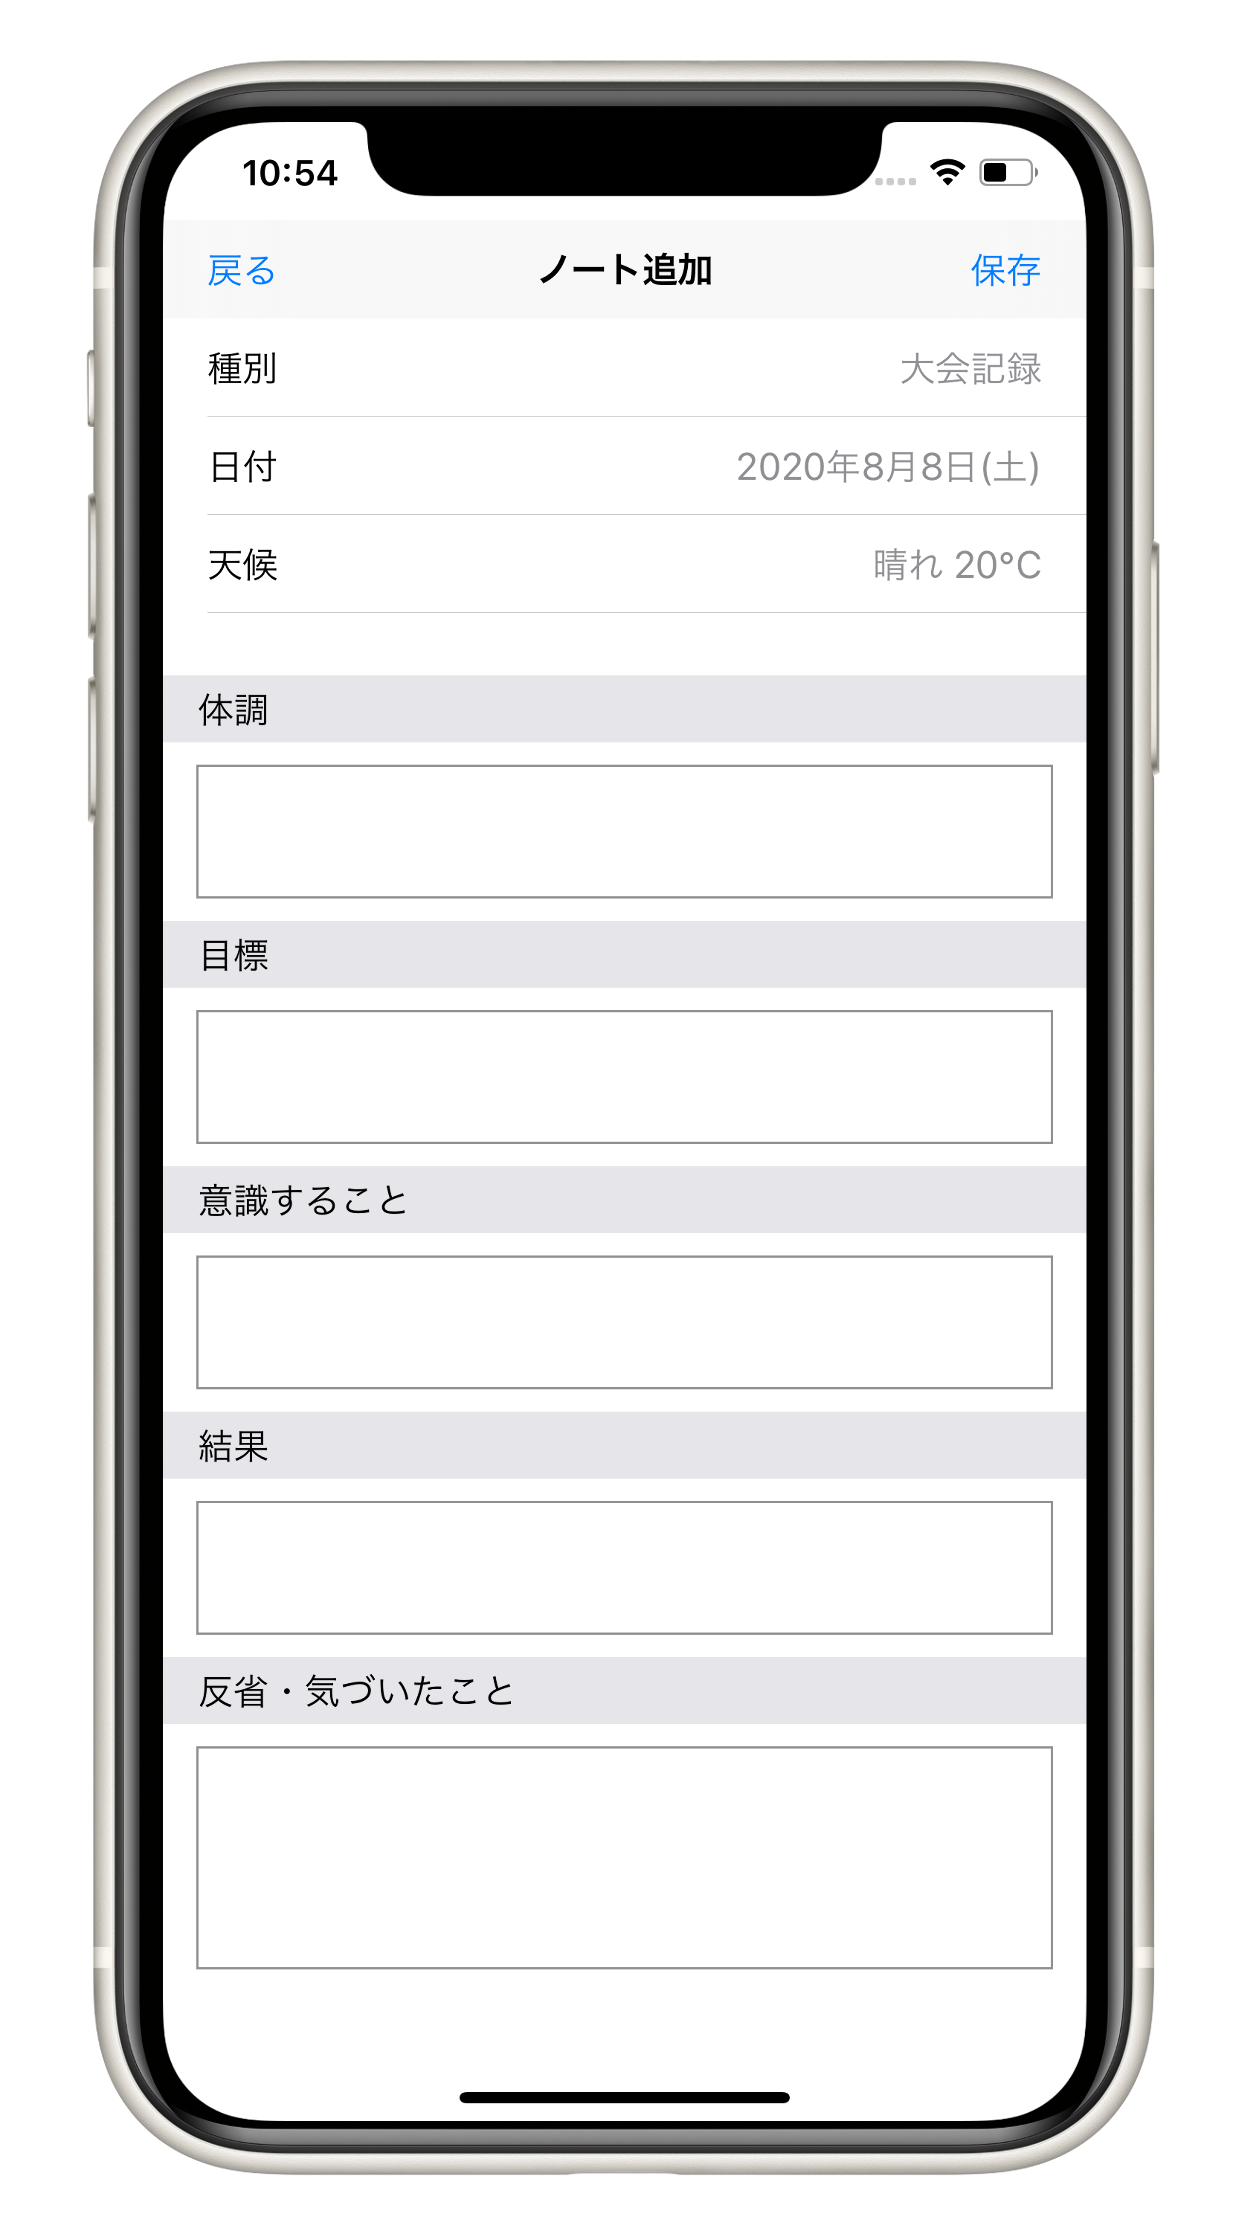 10:54
戻る ノート追加 保存
種別 大会記録
日付 2020年8月8日(土)
天候 晴れ 20°C
体調
目標
意識すること
結果
反省・気づいたこと